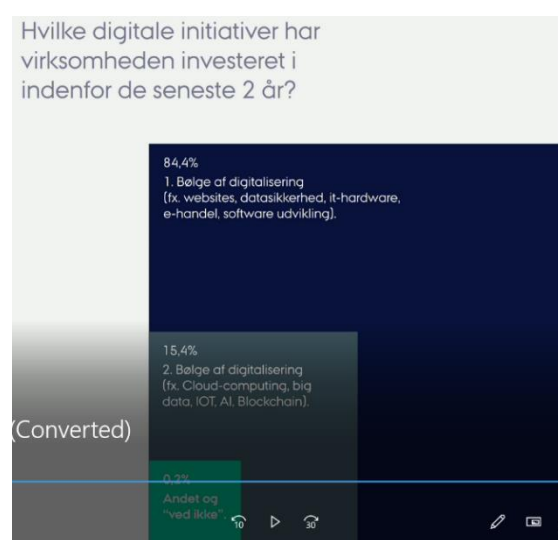 Hvilke digitale initiativer har
virksomheden investeret i
indenfor de seneste 2 år?
84,4%
1. Bølge af digitalisering
(fx. websites, datasikkerhed, it-hardware,
e-handel, software udvikling).
15,4%
2. Bølge af digitalisering
(fx. Cloud-computing, big
data, IOT, AI, Blockchain).
(Converted)
0,2%
Andet og
"ved ikke".
10
30